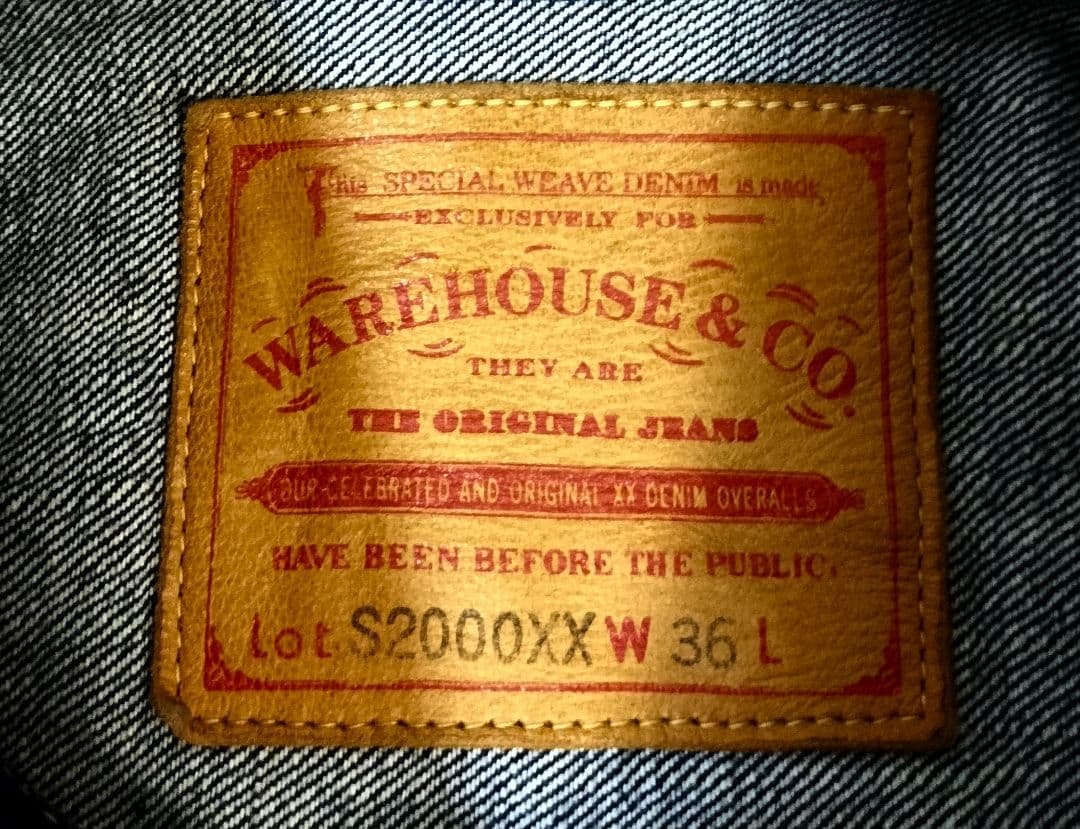 This SPECIAL WEAVE DENIM is made
EXCLUSIVELY FOR
WAREHOUSE & CO.
THEY ARE
THE ORIGINAL JEANS
OUR CELEBRATED AND ORIGINAL XX DENIM OVERALLS
HAVE BEEN BEFORE THE PUBLIC.
Lot S2000XX W 36 L